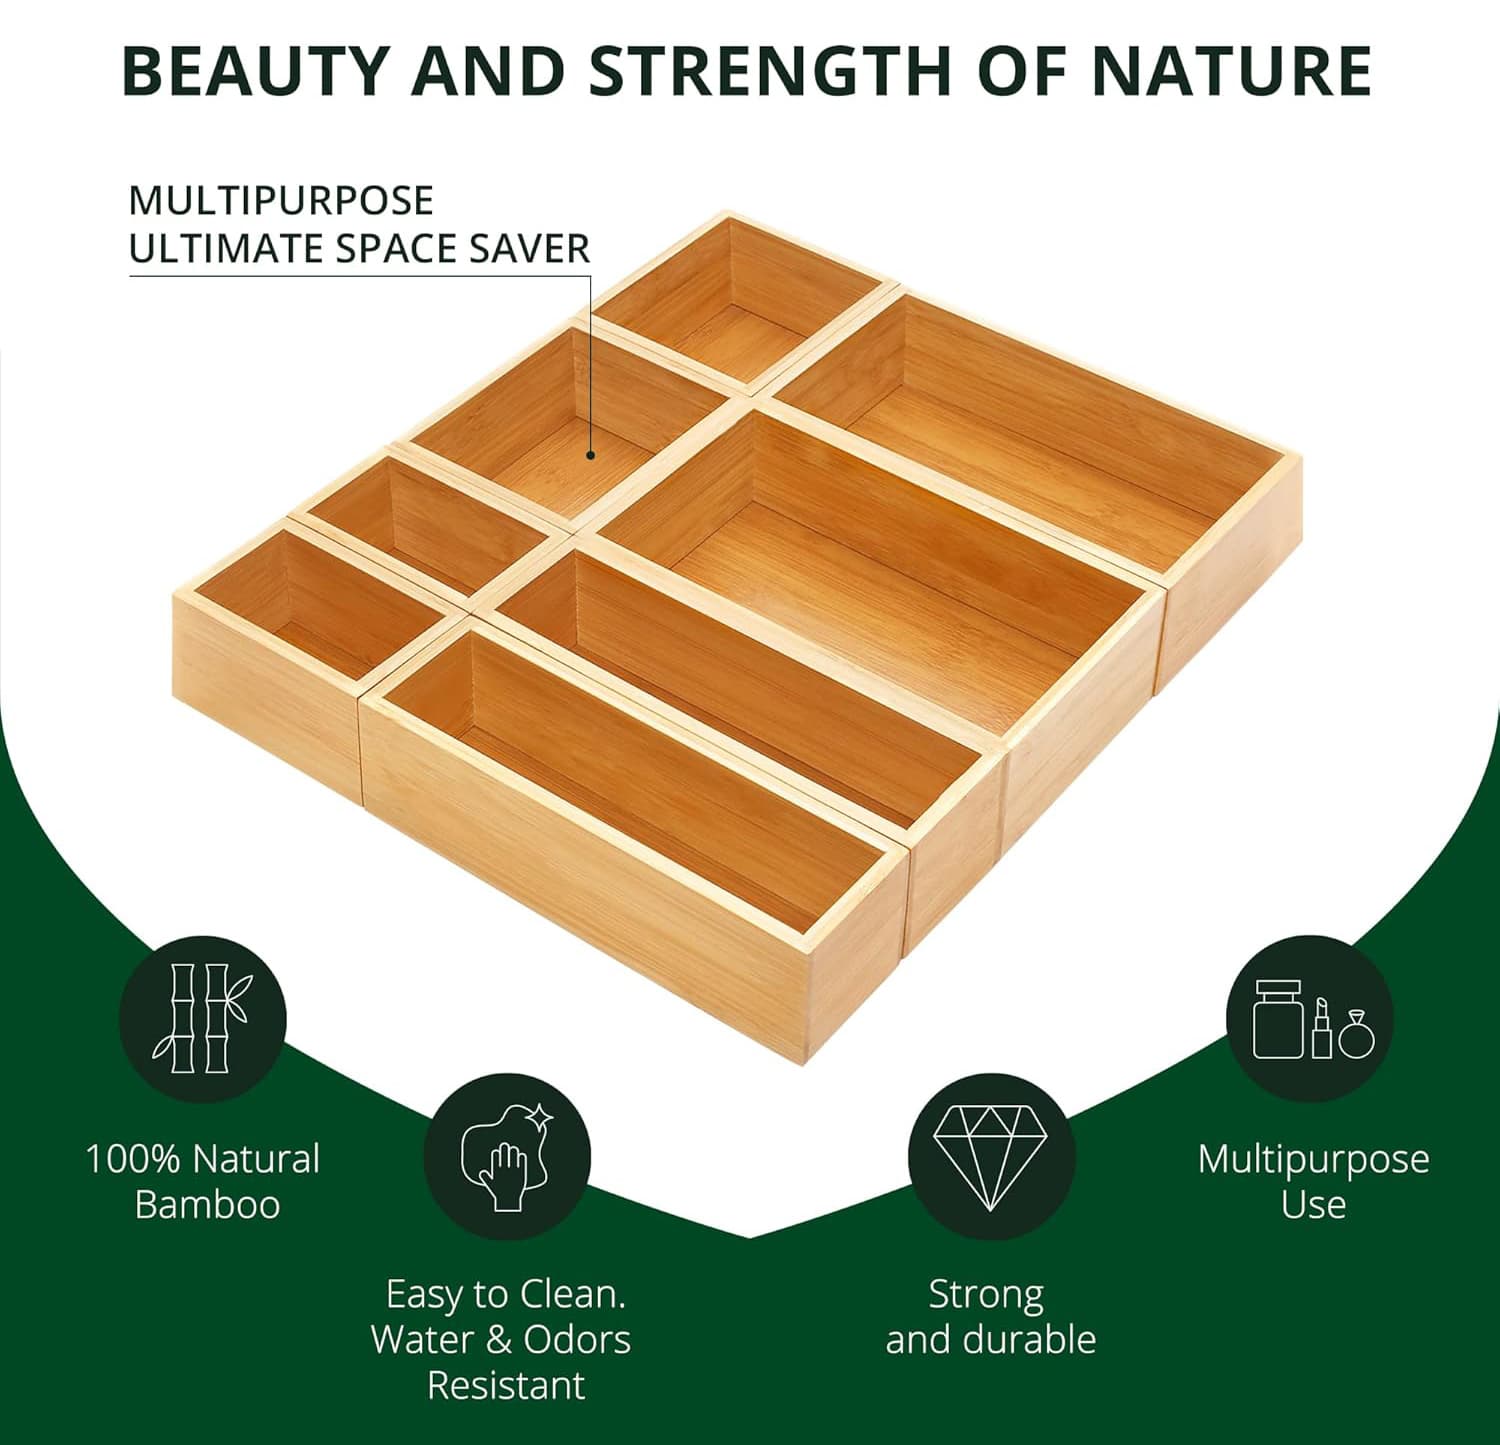 BEAUTY AND STRENGTH OF NATURE
MULTIPURPOSE
ULTIMATE SPACE SAVER
100% Natural
Bamboo
Easy to Clean.
Water & Odors
Resistant
Strong
and durable
Multipurpose
Use